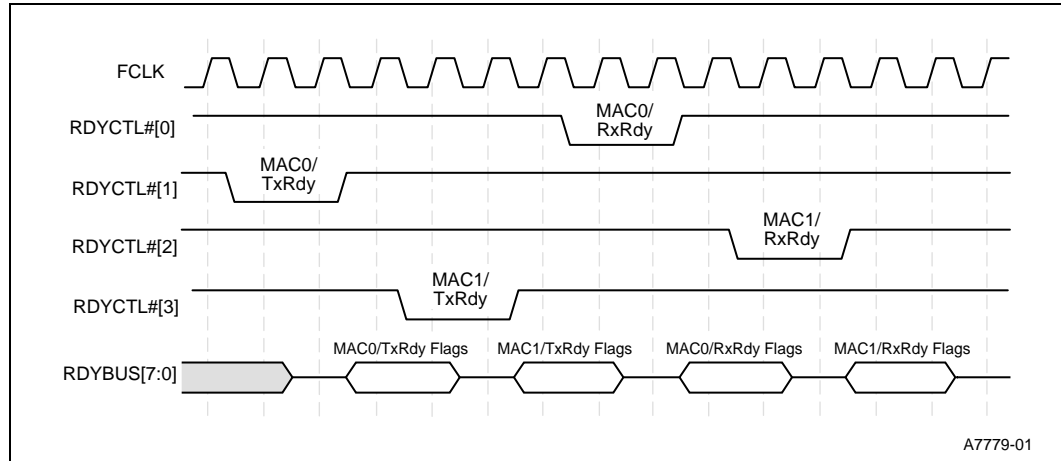 FCLK
MAC0/
RxRdy
RDYCTL#[0]
MAC0/
TxRdy
RDYCTL#[1]
MAC1/
RxRdy
RDYCTL#[2]
MAC1/
TxRdy
RDYCTL#[3]
MAC0/TxRdy Flags MAC1/TxRdy Flags MAC0/RxRdy Flags MAC1/RxRdy Flags
RDYBUS[7:0]
A7779-01